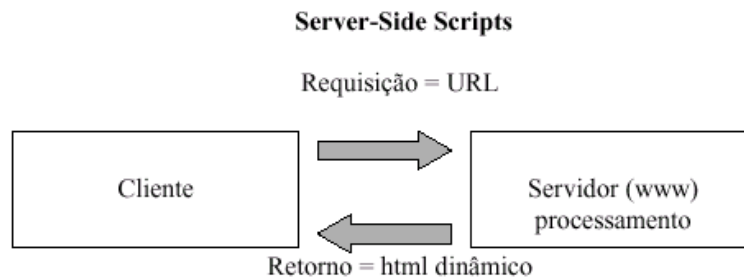 Server-Side Scripts
Requisição = URL
Cliente
Servidor (www)
processamento
Retorno = html dinâmico